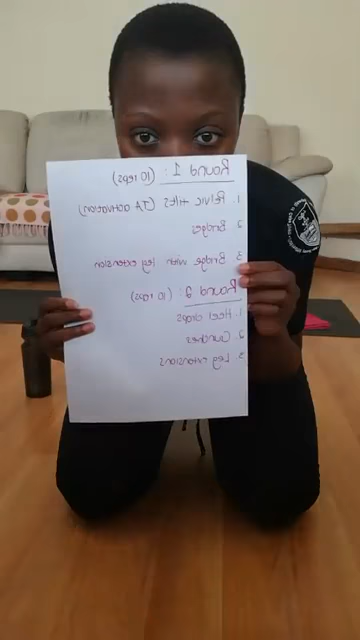 Round 1: (10 reps)
1. Pelvic tilts (TA activation)
2. Bridges
3. Bridge with leg extension
Round 2: (10 reps)
1. Heel drops
2. Crunches
3. Leg extensions